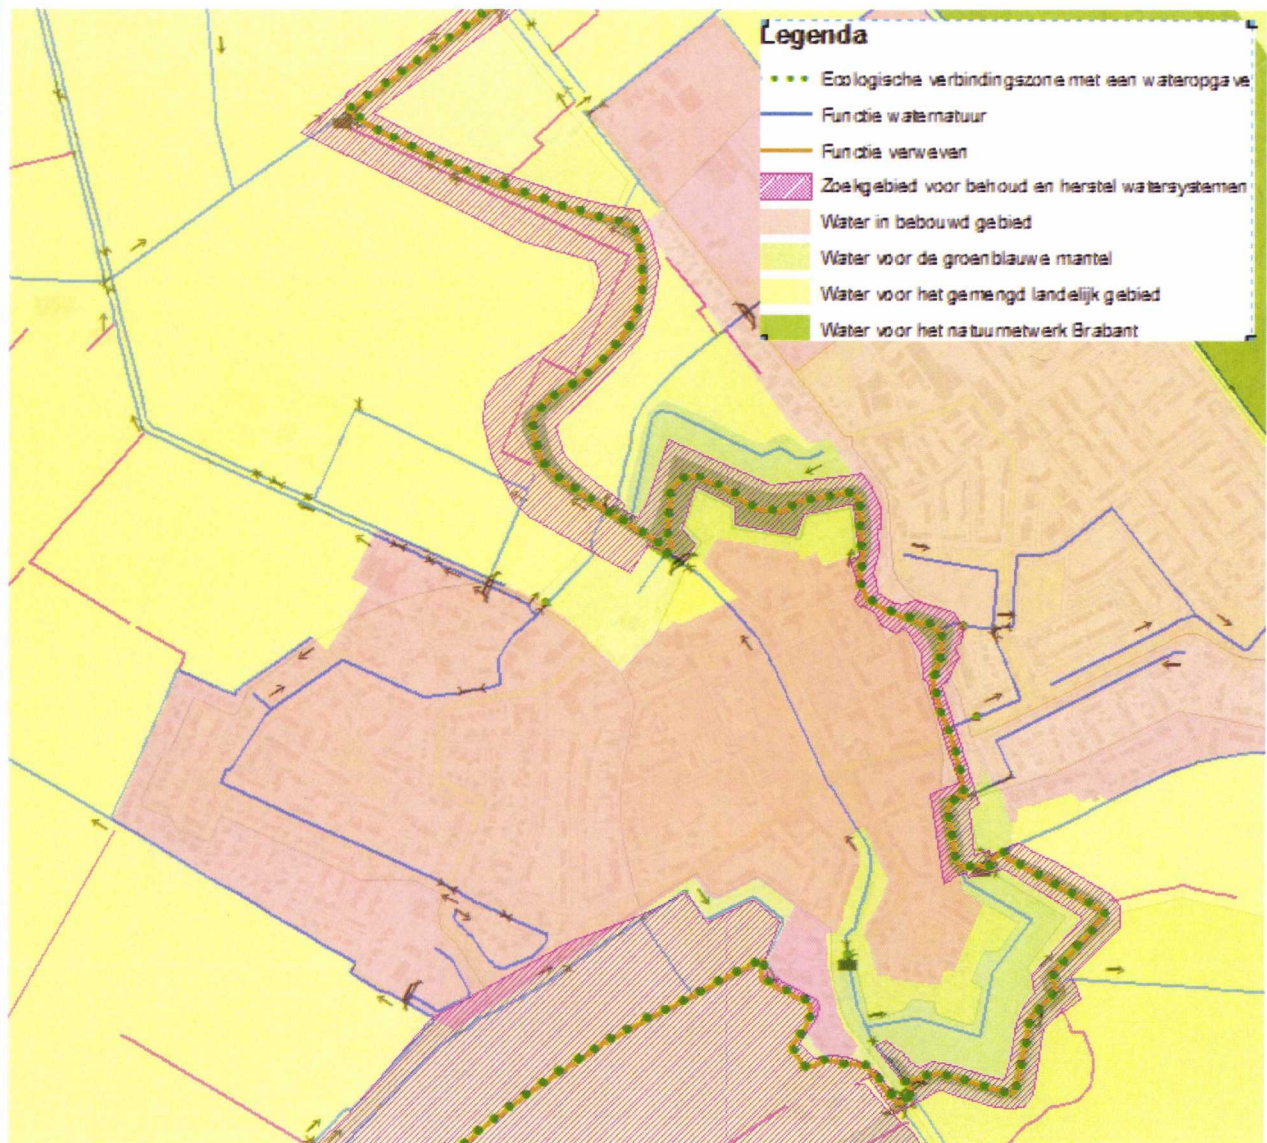 Legenda
Ecologische verbindingszone met een wateropgave
Functie waternatuur
Functie verweven
Zoekgebied voor behoud en herstel watersystemen
Water in bebouwd gebied
Water voor de groenblauwe mantel
Water voor het gemengd landelijk gebied
Water voor het natuurnetwerk Brabant